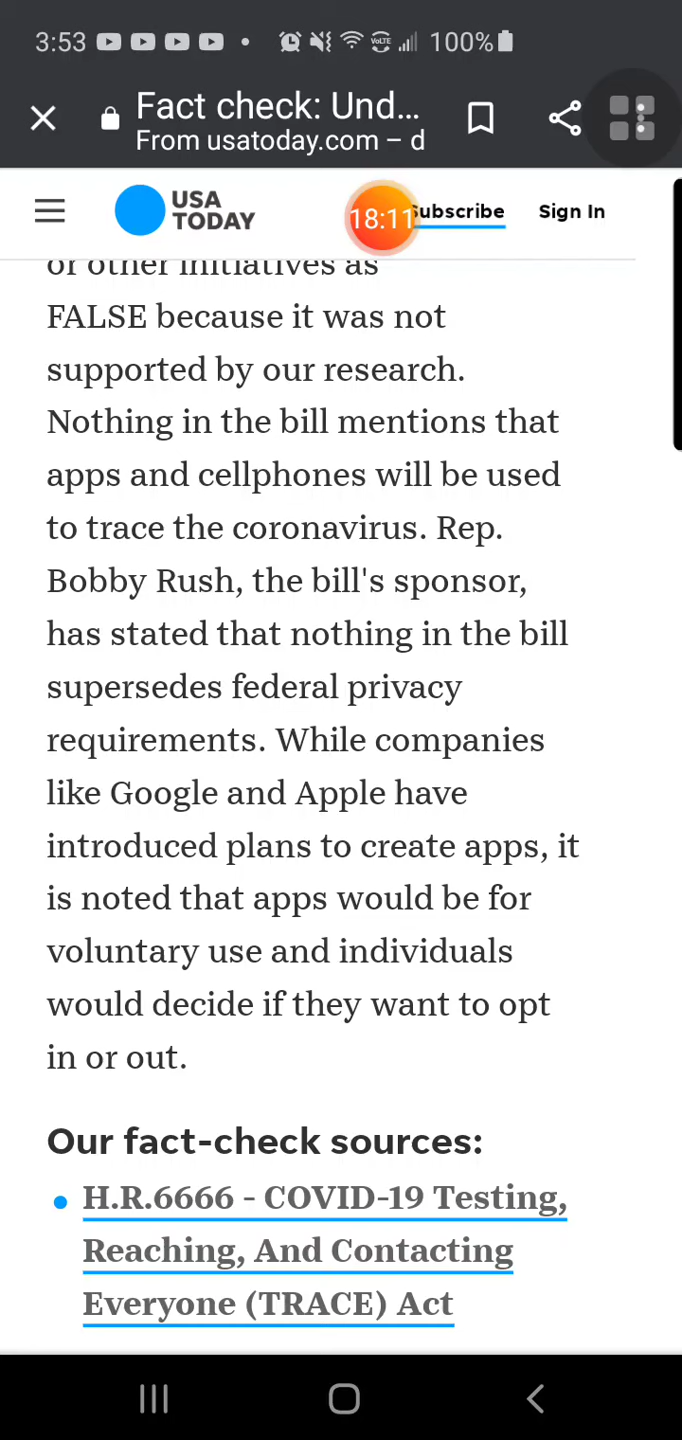 3:53 100%
Fact check: Und...
From usatoday.com – d
USA
TODAY
18:11
Subscribe
Sign In
or other initiatives as
FALSE because it was not
supported by our research.
Nothing in the bill mentions that
apps and cellphones will be used
to trace the coronavirus. Rep.
Bobby Rush, the bill's sponsor,
has stated that nothing in the bill
supersedes federal privacy
requirements. While companies
like Google and Apple have
introduced plans to create apps, it
is noted that apps would be for
voluntary use and individuals
would decide if they want to opt
in or out.
Our fact-check sources:
H.R.6666 - COVID-19 Testing,
Reaching, And Contacting
Everyone (TRACE) Act